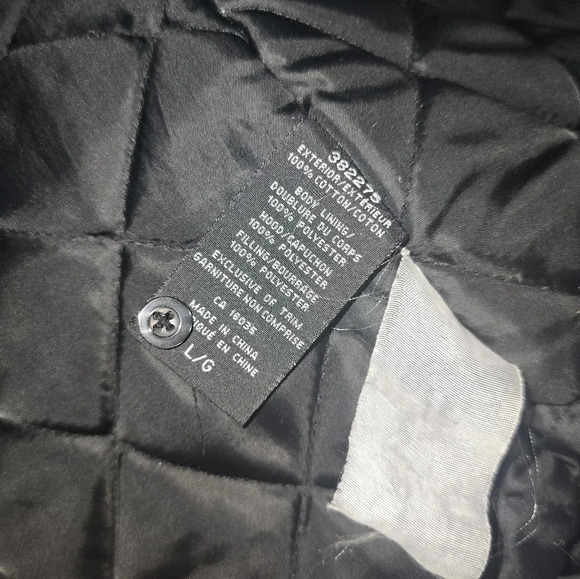 382275
EXTERIOR/EXTÉRIEUR
100% COTTON/COTON
BODY LINING/
DOUBLURE DU CORPS
100% POLYESTER
HOOD/CAPUCHON
100% POLYESTER
FILLING/BOURRAGE
100% POLYESTER
EXCLUSIVE OF TRIM
GARNITURE NON COMPRISE
CA 16035
MADE IN CHINA
EN CHINE
L/G